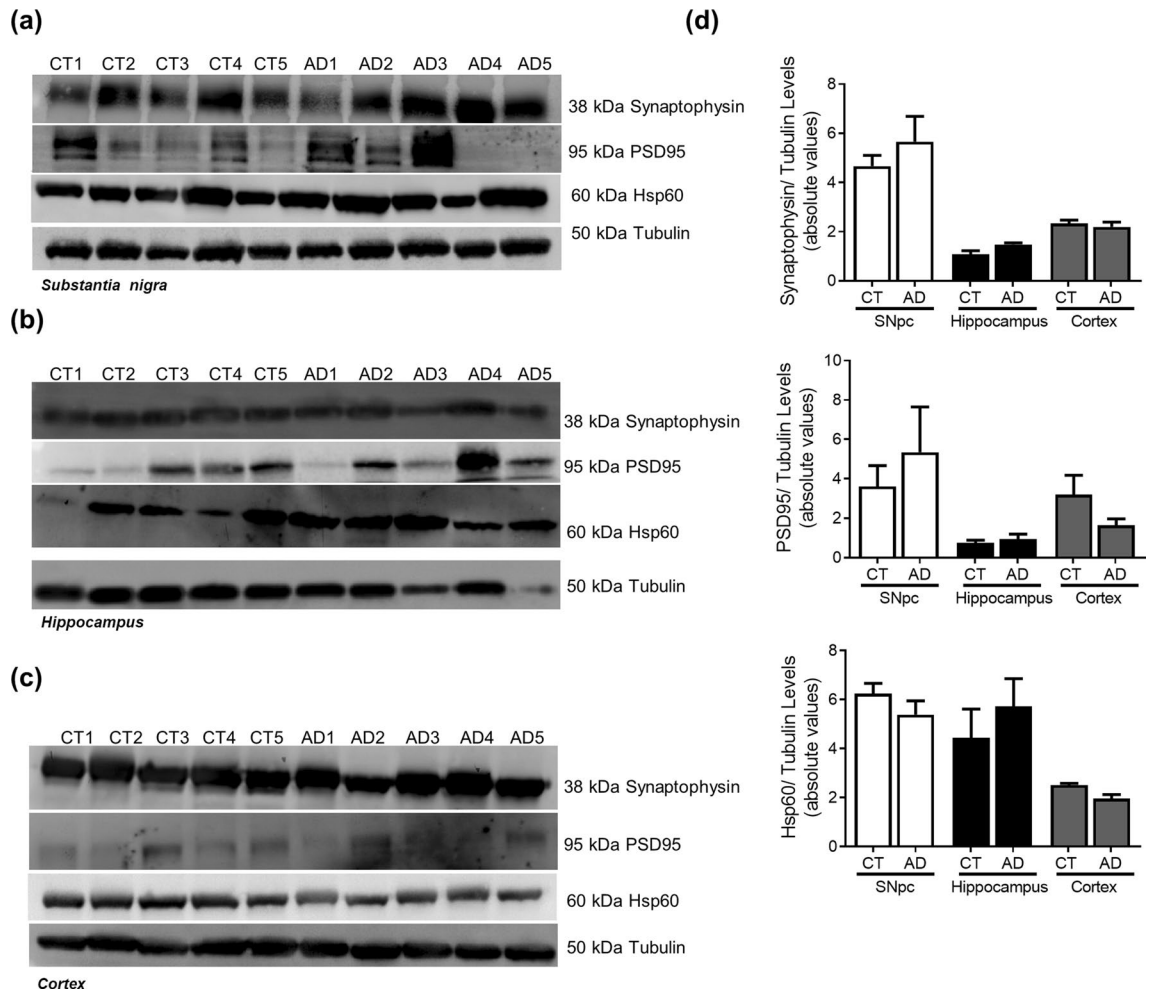 (a)
CT1 CT2 CT3 CT4 CT5 AD1 AD2 AD3 AD4 AD5
38 kDa Synaptophysin
95 kDa PSD95
60 kDa Hsp60
50 kDa Tubulin
Substantia nigra
(b)
CT1 CT2 CT3 CT4 CT5 AD1 AD2 AD3 AD4 AD5
38 kDa Synaptophysin
95 kDa PSD95
60 kDa Hsp60
50 kDa Tubulin
Hippocampus
(c)
CT1 CT2 CT3 CT4 CT5 AD1 AD2 AD3 AD4 AD5
38 kDa Synaptophysin
95 kDa PSD95
60 kDa Hsp60
50 kDa Tubulin
Cortex
(d)
Synaptophysin/ Tubulin Levels
(absolute values)
8
6
4
2
0
CT AD CT AD CT AD
SNpc Hippocampus Cortex
PSD95/ Tubulin Levels
(absolute values)
10
8
6
4
2
0
CT AD CT AD CT AD
SNpc Hippocampus Cortex
Hsp60/ Tubulin Levels
(absolute values)
8
6
4
2
0
CT AD CT AD CT AD
SNpc Hippocampus Cortex